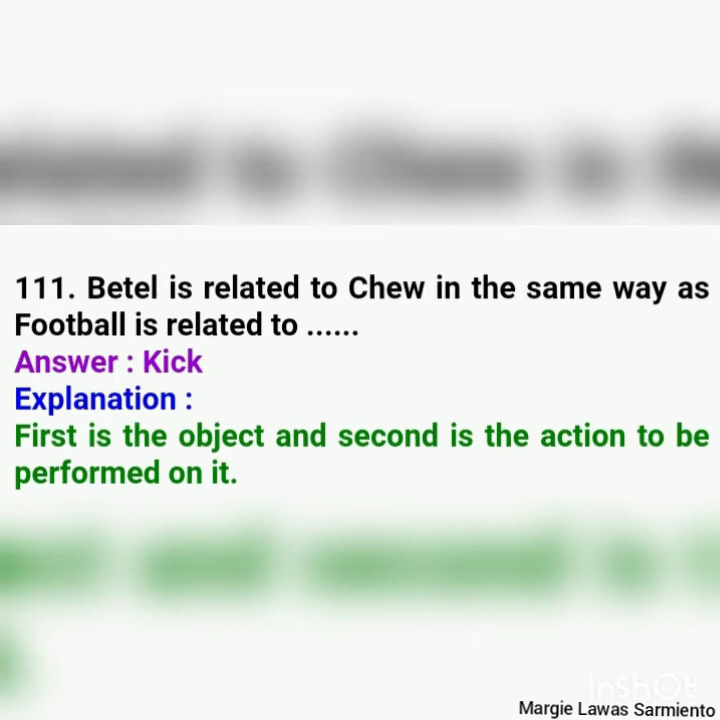 111. Betel is related to Chew in the same way as
Football is related to ......
Answer : Kick
Explanation :
First is the object and second is the action to be
performed on it.
InShOt
Margie Lawas Sarmiento